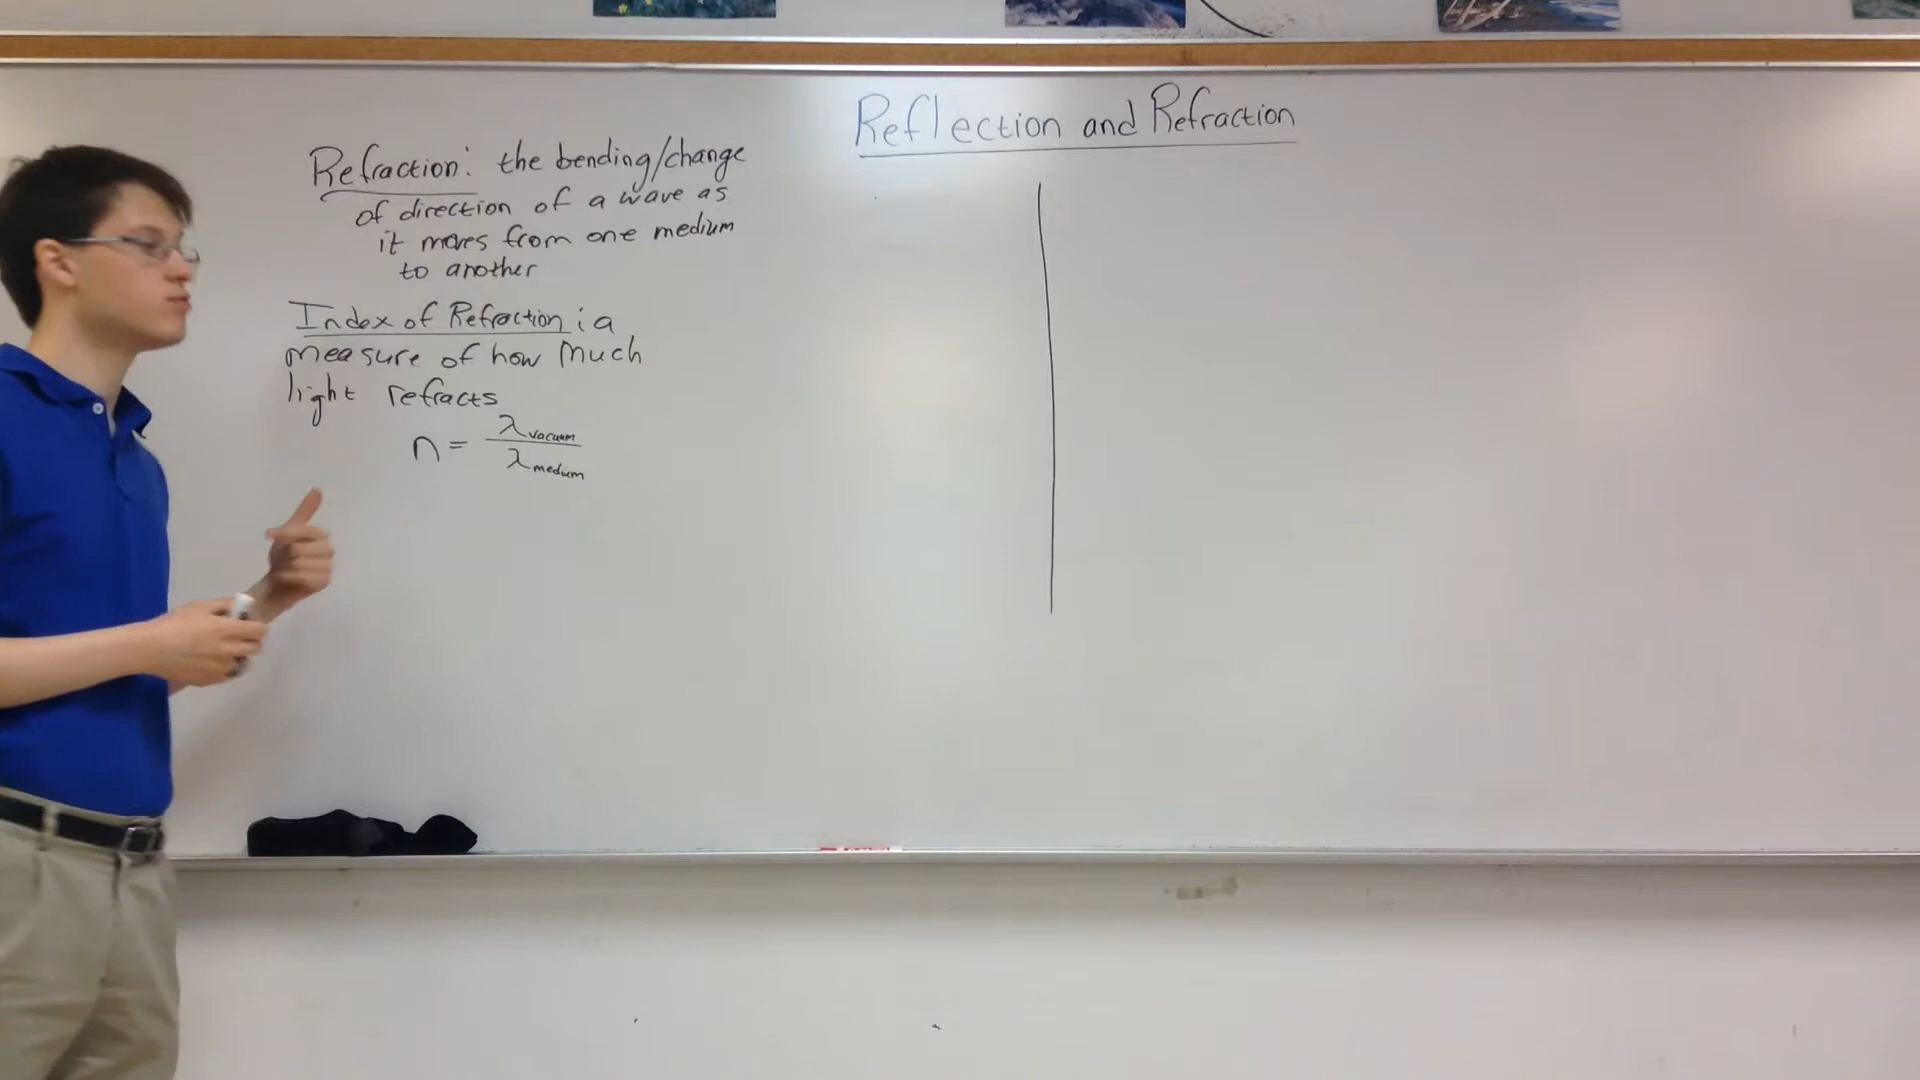 Reflection and Refraction
Refraction: the bending/change
of direction of a wave as
it moves from one medium
to another
Index of Refraction: a
measure of how much
light refracts
n = λvacuum / λmedium